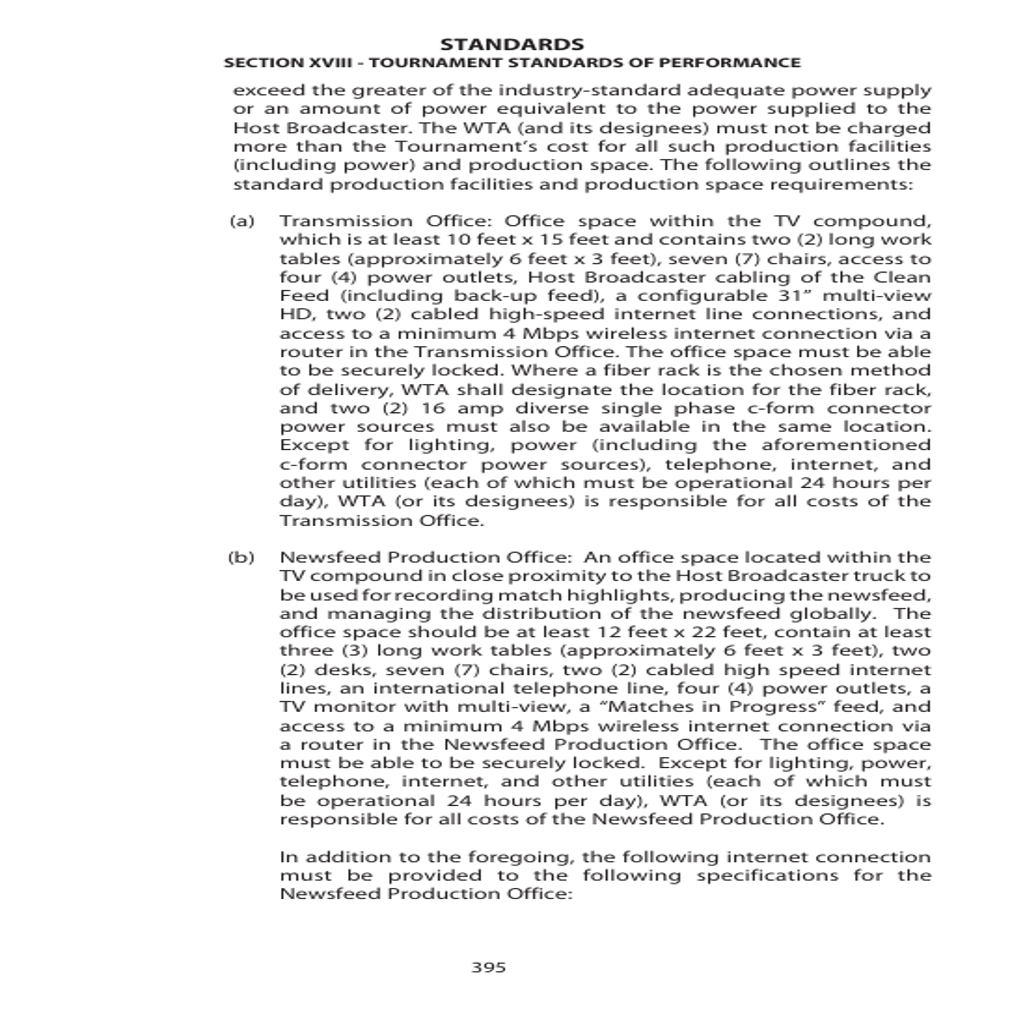 STANDARDS
SECTION XVIII - TOURNAMENT STANDARDS OF PERFORMANCE
exceed the greater of the industry-standard adequate power supply
or an amount of power equivalent to the power supplied to the
Host Broadcaster. The WTA (and its designees) must not be charged
more than the Tournament’s cost for all such production facilities
(including power) and production space. The following outlines the
standard production facilities and production space requirements:
(a) Transmission Office: Office space within the TV compound,
which is at least 10 feet x 15 feet and contains two (2) long work
tables (approximately 6 feet x 3 feet), seven (7) chairs, access to
four (4) power outlets, Host Broadcaster cabling of the Clean
Feed (including back-up feed), a configurable 31” multi-view
HD, two (2) cabled high-speed internet line connections, and
access to a minimum 4 Mbps wireless internet connection via a
router in the Transmission Office. The office space must be able
to be securely locked. Where a fiber rack is the chosen method
of delivery, WTA shall designate the location for the fiber rack,
and two (2) 16 amp diverse single phase c-form connector
power sources must also be available in the same location.
Except for lighting, power (including the aforementioned
c-form connector power sources), telephone, internet, and
other utilities (each of which must be operational 24 hours per
day), WTA (or its designees) is responsible for all costs of the
Transmission Office.
(b) Newsfeed Production Office: An office space located within the
TV compound in close proximity to the Host Broadcaster truck to
be used for recording match highlights, producing the newsfeed,
and managing the distribution of the newsfeed globally. The
office space should be at least 12 feet x 22 feet, contain at least
three (3) long work tables (approximately 6 feet x 3 feet), two
(2) desks, seven (7) chairs, two (2) cabled high speed internet
lines, an international telephone line, four (4) power outlets, a
TV monitor with multi-view, a “Matches in Progress” feed, and
access to a minimum 4 Mbps wireless internet connection via
a router in the Newsfeed Production Office. The office space
must be able to be securely locked. Except for lighting, power,
telephone, internet, and other utilities (each of which must
be operational 24 hours per day), WTA (or its designees) is
responsible for all costs of the Newsfeed Production Office.
In addition to the foregoing, the following internet connection
must be provided to the following specifications for the
Newsfeed Production Office:
395